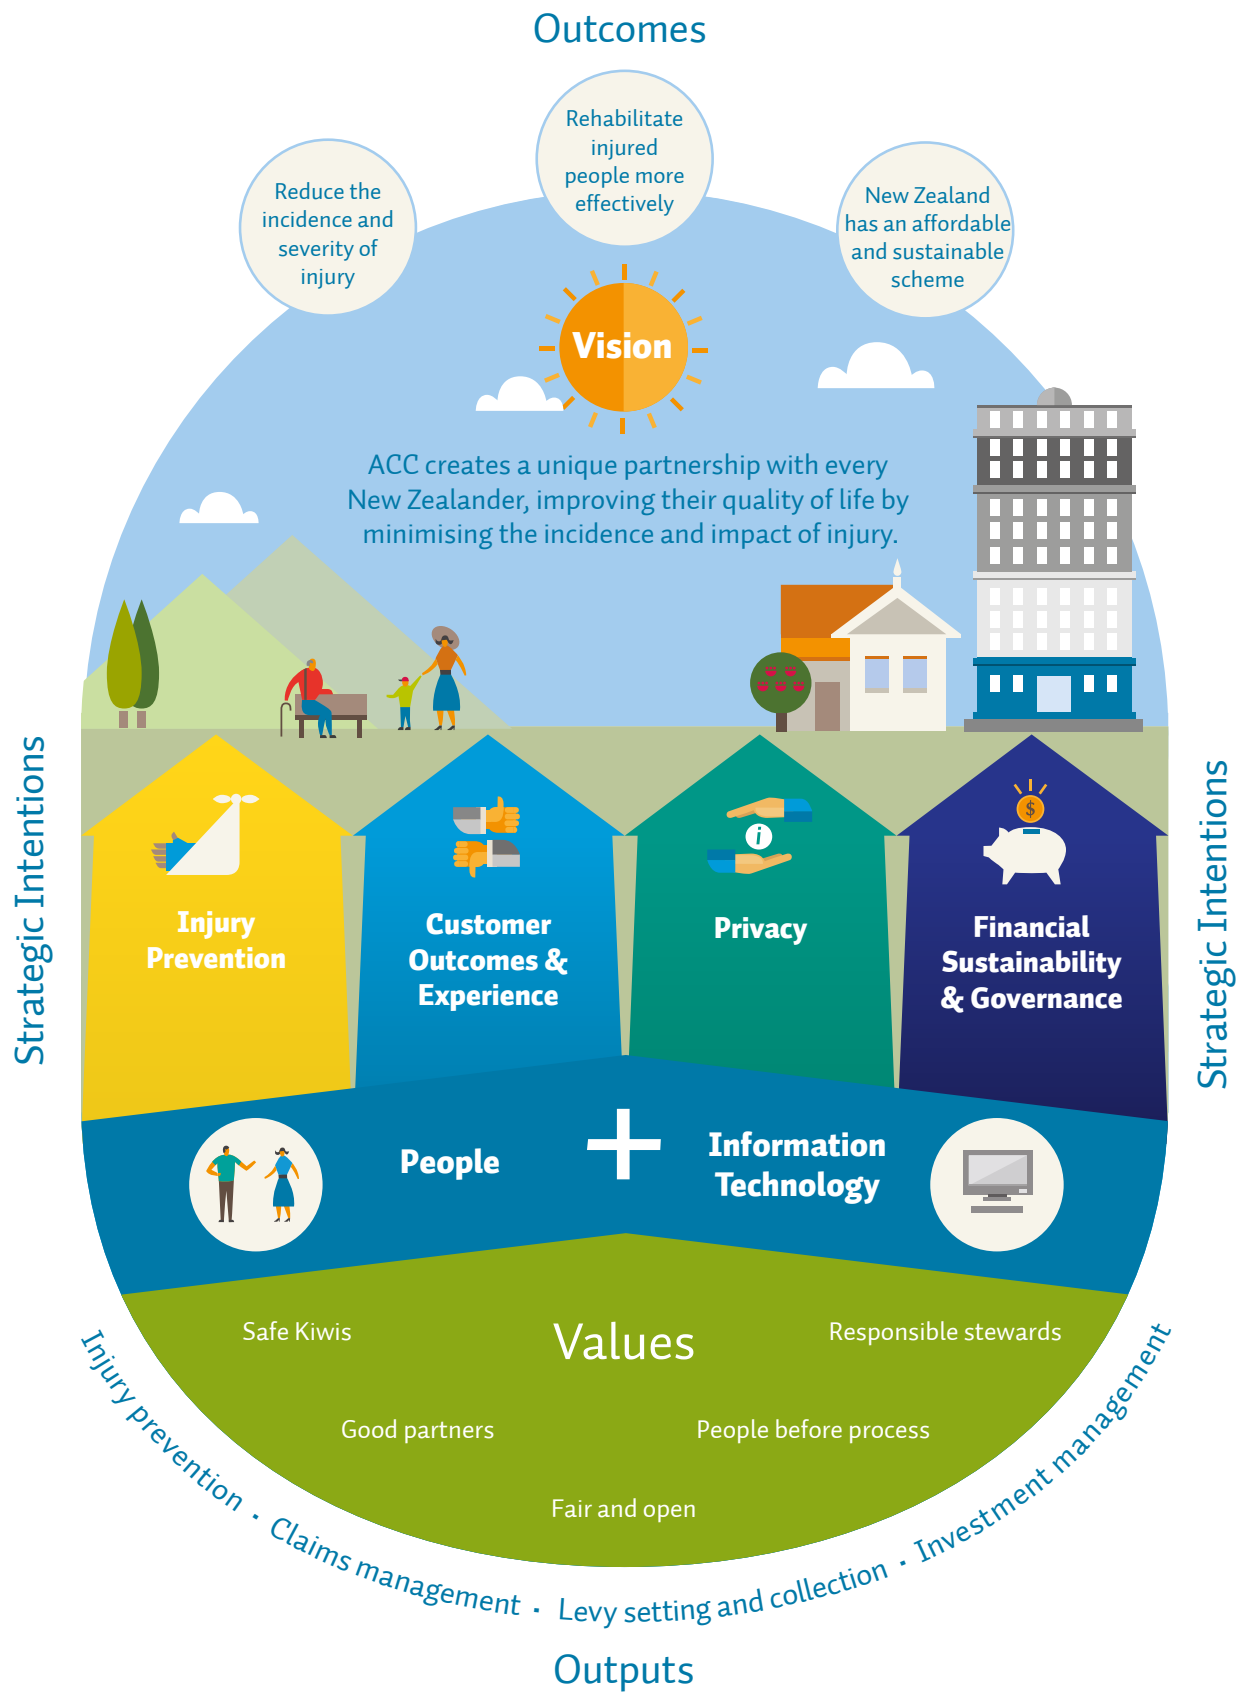 Outcomes
Rehabilitate
injured
people more
effectively
Reduce the
incidence and
severity of
injury
New Zealand
has an affordable
and sustainable
scheme
Vision
ACC creates a unique partnership with every
New Zealander, improving their quality of life by
minimising the incidence and impact of injury.
Strategic Intentions
Strategic Intentions
i
$
Injury
Prevention
Customer
Outcomes &
Experience
Privacy
Financial
Sustainability
& Governance
People
+
Information
Technology
Values
Safe Kiwis
Responsible stewards
Good partners
People before process
Fair and open
Injury prevention · Claims management · Levy setting and collection · Investment management
Outputs